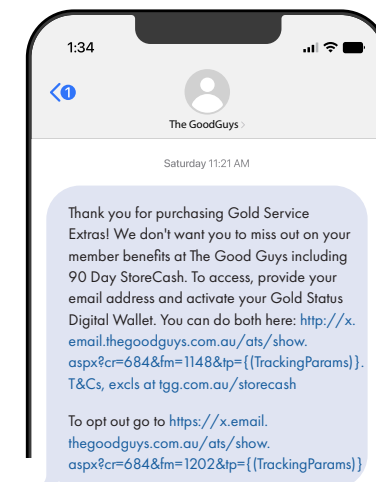 1:34
1
The GoodGuys
Saturday 11:21 AM
Thank you for purchasing Gold Service
Extras! We don't want you to miss out on your
member benefits at The Good Guys including
90 Day StoreCash. To access, provide your
email address and activate your Gold Status
Digital Wallet. You can do both here: http://x.
email.thegoodguys.com.au/ats/show.
aspx?cr=684&fm=1148&tp={(TrackingParams)}.
T&Cs, excls at tgg.com.au/storecash
To opt out go to https://x.email.
thegoodguys.com.au/ats/show.
aspx?cr=684&fm=1202&tp={(TrackingParams)}